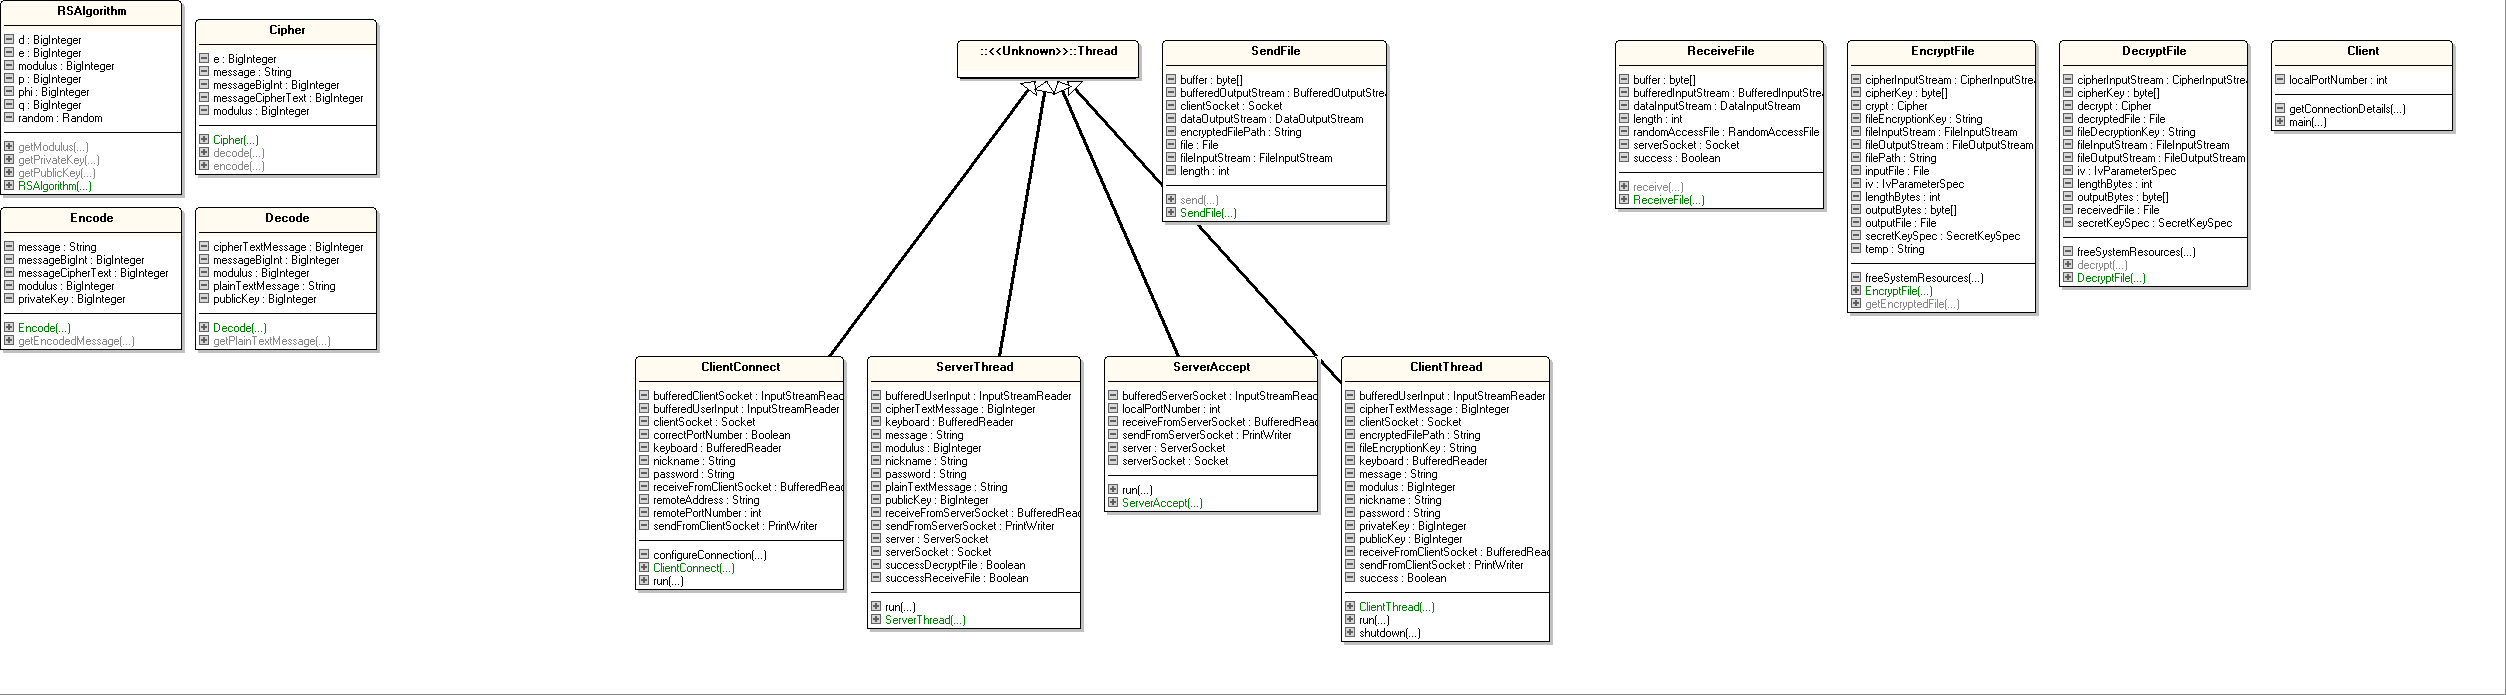 RSAlgorithm
d : BigInteger
e : BigInteger
modulus : BigInteger
p : BigInteger
phi : BigInteger
q : BigInteger
random : Random
getModulus(...)
getPrivateKey(...)
getPublicKey(...)
RSAlgorithm(...)
Cipher
e : BigInteger
message : String
messageBigInt : BigInteger
messageCipherText : BigInteger
modulus : BigInteger
Cipher(...)
decode(...)
encode(...)
Encode
message : String
messageBigInt : BigInteger
messageCipherText : BigInteger
modulus : BigInteger
privateKey : BigInteger
Encode(...)
getEncodedMessage(...)
Decode
cipherTextMessage : BigInteger
messageBigInt : BigInteger
modulus : BigInteger
plainTextMessage : String
publicKey : BigInteger
Decode(...)
getPlainTextMessage(...)
::<<Unknown>>::Thread
SendFile
buffer : byte[]
bufferedOutputStream : BufferedOutputStrea
clientSocket : Socket
dataOutputStream : DataOutputStream
encryptedFilePath : String
file : File
fileInputStream : FileInputStream
length : int
send(...)
SendFile(...)
ClientConnect
bufferedClientSocket : InputStreamReac
bufferedUserInput : InputStreamReader
clientSocket : Socket
correctPortNumber : Boolean
keyboard : BufferedReader
nickname : String
password : String
receiveFromClientSocket : BufferedReac
remoteAddress : String
remotePortNumber : int
sendFromClientSocket : PrintWriter
configureConnection(...)
ClientConnect(...)
run(...)
ServerThread
bufferedUserInput : InputStreamReader
cipherTextMessage : BigInteger
keyboard : BufferedReader
message : String
modulus : BigInteger
nickname : String
password : String
plainTextMessage : String
publicKey : BigInteger
receiveFromServerSocket : BufferedReac
sendFromServerSocket : PrintWriter
server : ServerSocket
serverSocket : Socket
successDecryptFile : Boolean
successReceiveFile : Boolean
run(...)
ServerThread(...)
ServerAccept
bufferedServerSocket : InputStreamReac
localPortNumber : int
receiveFromServerSocket : BufferedReac
sendFromServerSocket : PrintWriter
server : ServerSocket
serverSocket : Socket
run(...)
ServerAccept(...)
ClientThread
bufferedUserInput : InputStreamReader
cipherTextMessage : BigInteger
clientSocket : Socket
encryptedFilePath : String
fileEncryptionKey : String
keyboard : BufferedReader
message : String
modulus : BigInteger
nickname : String
password : String
privateKey : BigInteger
publicKey : BigInteger
receiveFromClientSocket : BufferedReac
sendFromClientSocket : PrintWriter
success : Boolean
ClientThread(...)
run(...)
shutdown(...)
ReceiveFile
buffer : byte[]
bufferedInputStream : BufferedInputStrea
dataInputStream : DataInputStream
length : int
randomAccessFile : RandomAccessFile
serverSocket : Socket
success : Boolean
receive(...)
ReceiveFile(...)
EncryptFile
cipherInputStream : CipherInputStrea
cipherKey : byte[]
crypt : Cipher
fileEncryptionKey : String
fileInputStream : FileInputStream
fileOutputStream : FileOutputStream
filePath : String
inputFile : File
iv : IvParameterSpec
lengthBytes : int
outputBytes : byte[]
outputFile : File
secretKeySpec : SecretKeySpec
temp : String
freeSystemResources(...)
EncryptFile(...)
getEncryptedFile(...)
DecryptFile
cipherInputStream : CipherInputStrea
cipherKey : byte[]
decrypt : Cipher
decryptedFile : File
fileDecryptionKey : String
fileInputStream : FileInputStream
fileOutputStream : FileOutputStream
iv : IvParameterSpec
lengthBytes : int
outputBytes : byte[]
receivedFile : File
secretKeySpec : SecretKeySpec
freeSystemResources(...)
decrypt(...)
DecryptFile(...)
Client
localPortNumber : int
getConnectionDetails(...)
main(...)